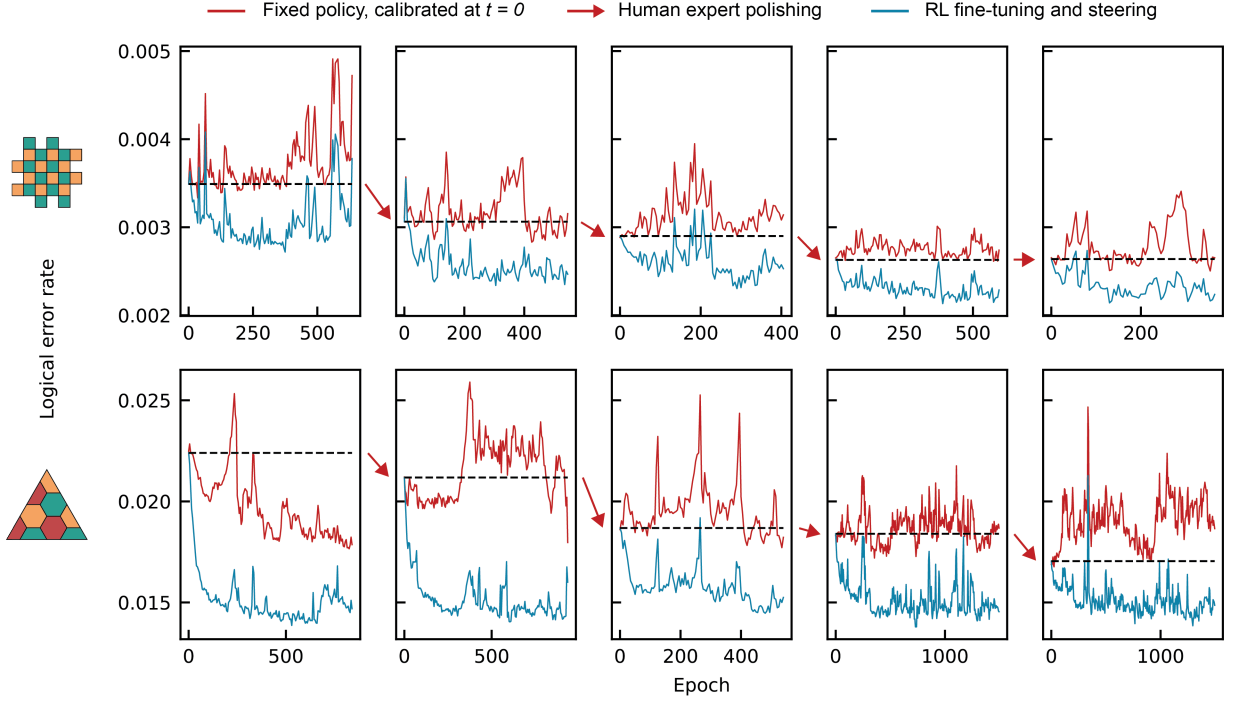 Fixed policy, calibrated at t = 0 Human expert polishing RL fine-tuning and steering
0.005
0.004
0.003
0.002
0 250 500 0 200 400 0 200 400 0 250 500 0 200
Logical error rate
0.025
0.020
0.015
0 500 0 500 0 200 400 0 1000 0 1000
Epoch